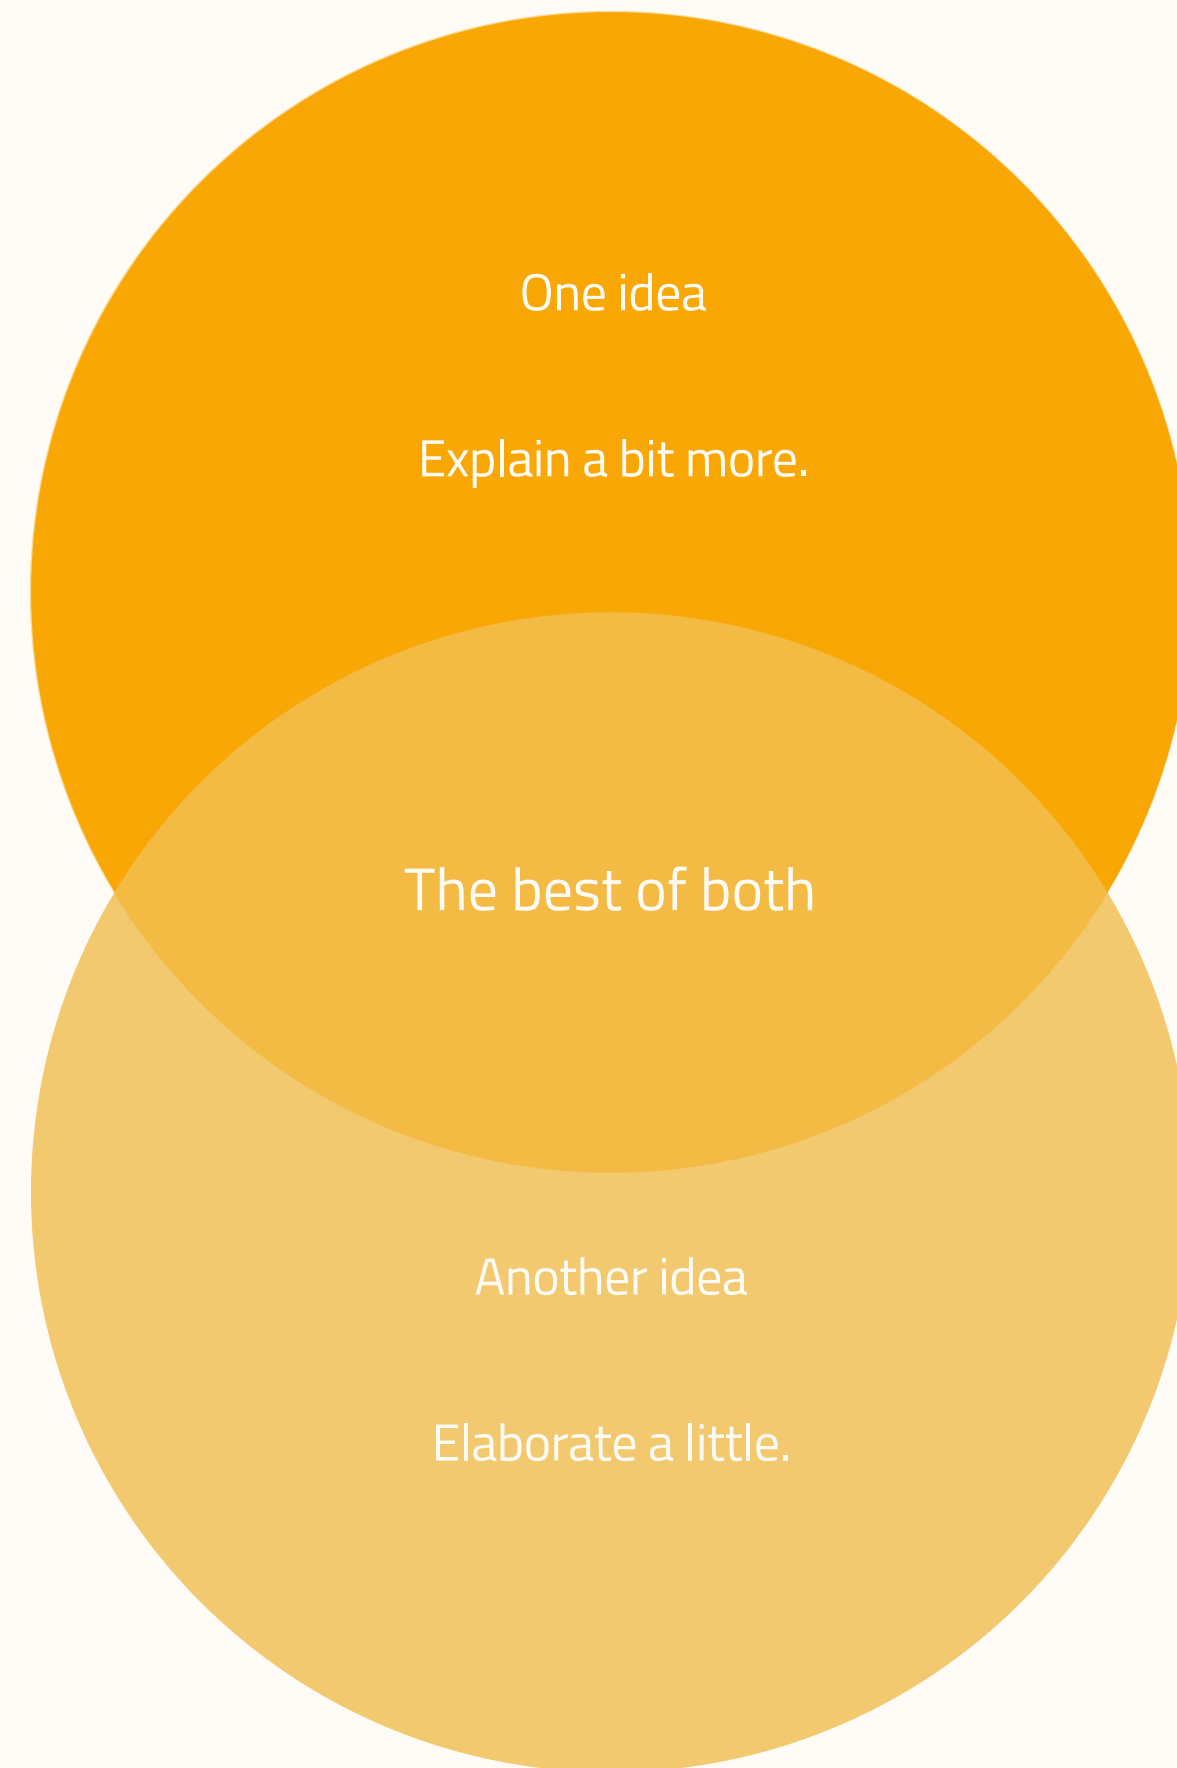 One idea
Explain a bit more.
The best of both
Another idea
Elaborate a little.